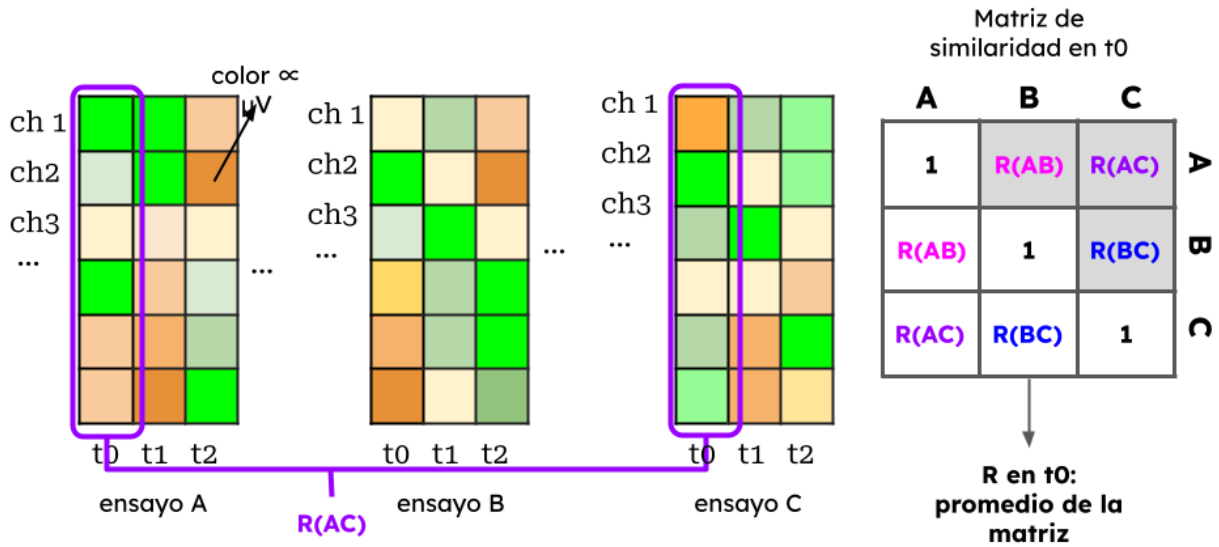 Matriz de
similaridad en t0
color ∝
μV
A B C
ch 1
ch2
ch3
...
...
ch 1
ch2
ch3
...
...
ch 1
ch2
ch3
...
1 R(AB) R(AC) A
R(AB) 1 R(BC) B
R(AC) R(BC) 1 C
t0 t1 t2
t0 t1 t2
t0 t1 t2
ensayo A
ensayo B
ensayo C
R(AC)
R en t0:
promedio de la
matriz